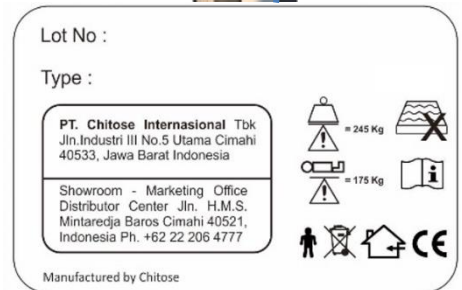 Lot No :
Type :
PT. Chitose Internasional Tbk
Jln.Industri III No.5 Utama Cimahi
40533, Jawa Barat Indonesia
Showroom - Marketing Office
Distributor Center Jln. H.M.S.
Mintaredja Baros Cimahi 40521,
Indonesia Ph. +62 22 206 4777
Manufactured by Chitose
= 245 Kg
= 175 Kg
CE